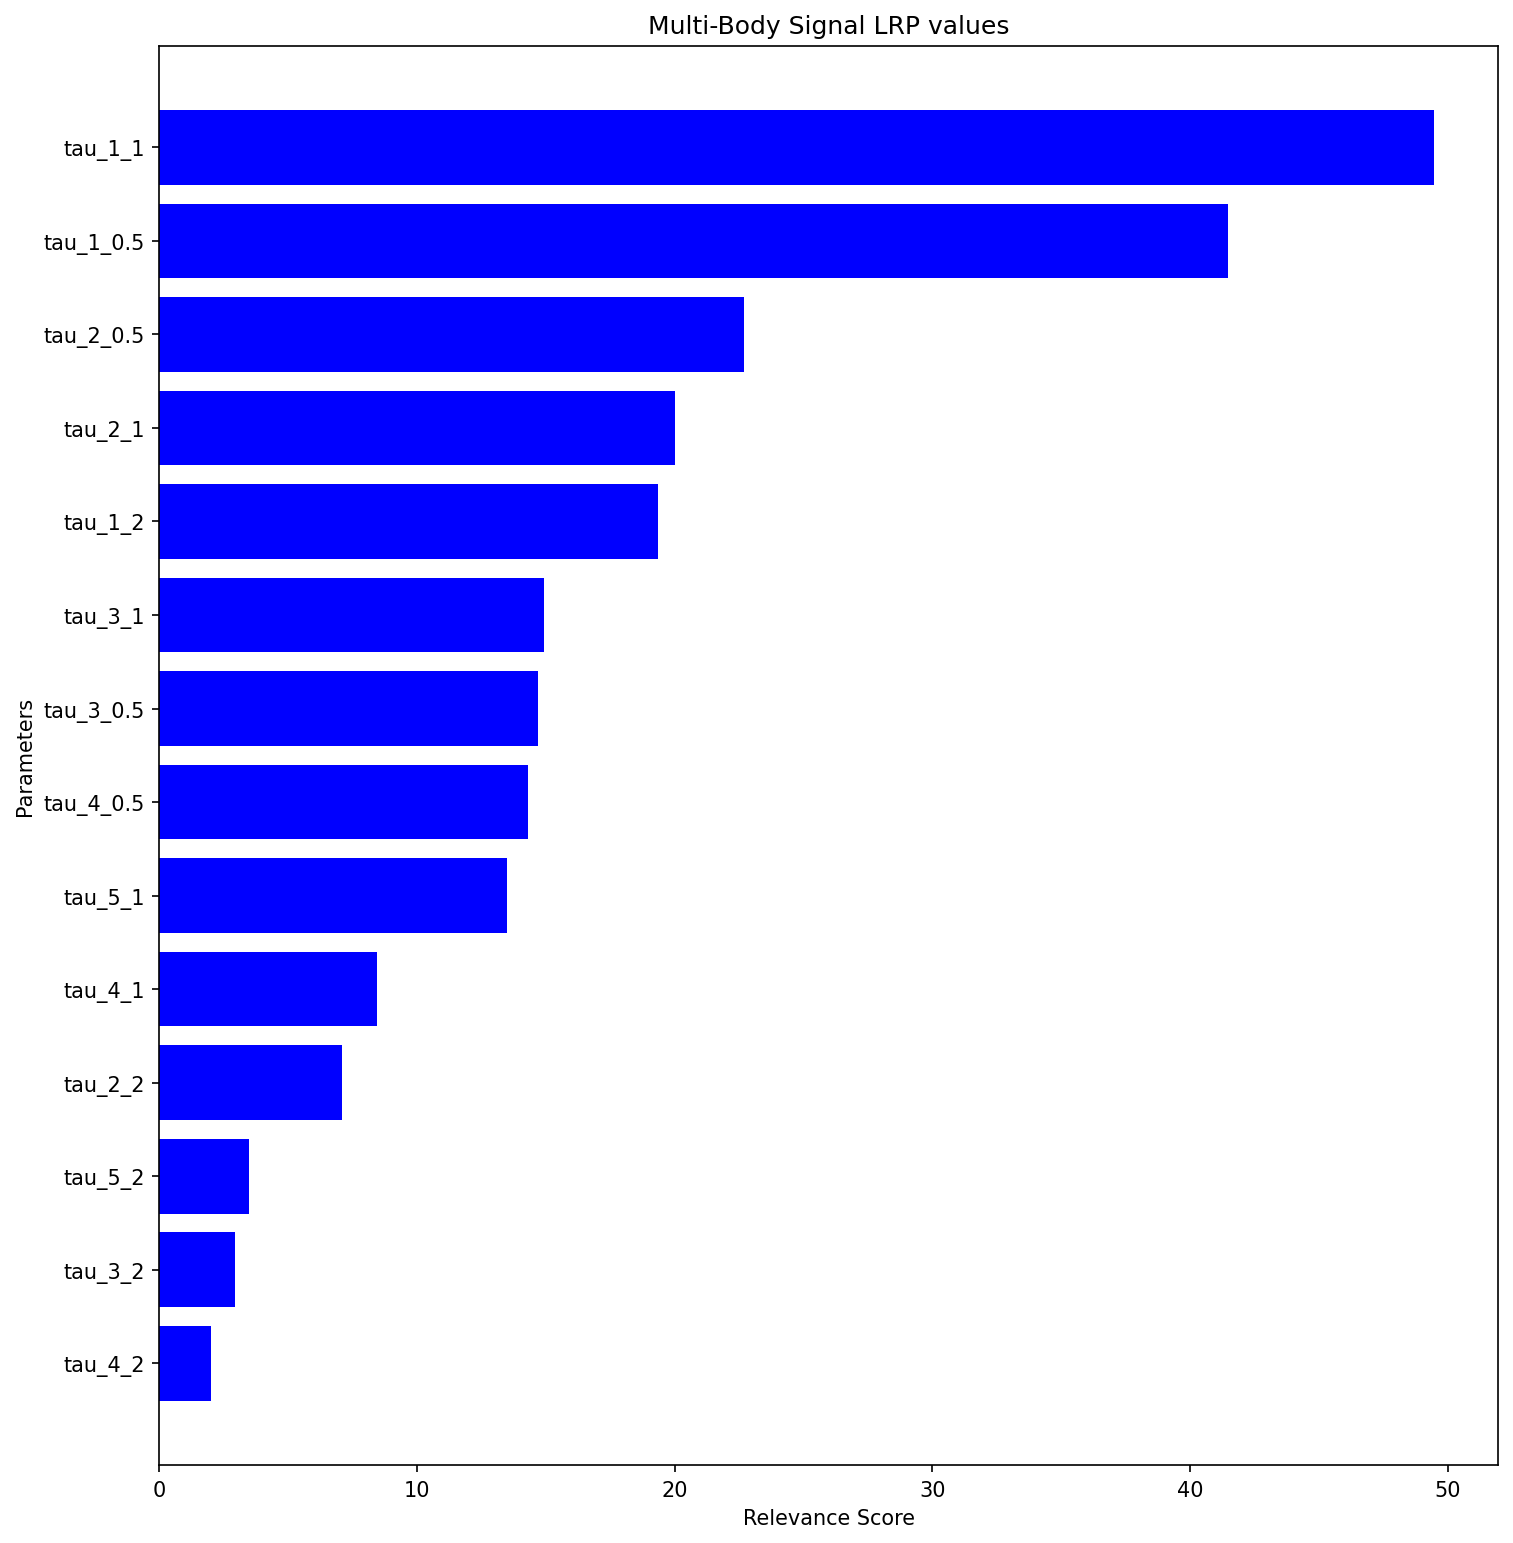 Multi-Body Signal LRP values
tau_1_1
tau_1_0.5
tau_2_0.5
tau_2_1
tau_1_2
tau_3_1
tau_3_0.5
tau_4_0.5
tau_5_1
tau_4_1
tau_2_2
tau_5_2
tau_3_2
tau_4_2
Parameters
0 10 20 30 40 50
Relevance Score